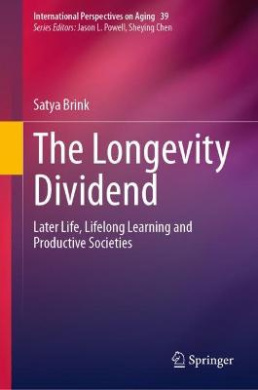 International Perspectives on Aging 39
Series Editors: Jason L. Powell, Sheying Chen
Satya Brink
The Longevity
Dividend
Later Life, Lifelong Learning and
Productive Societies
Springer